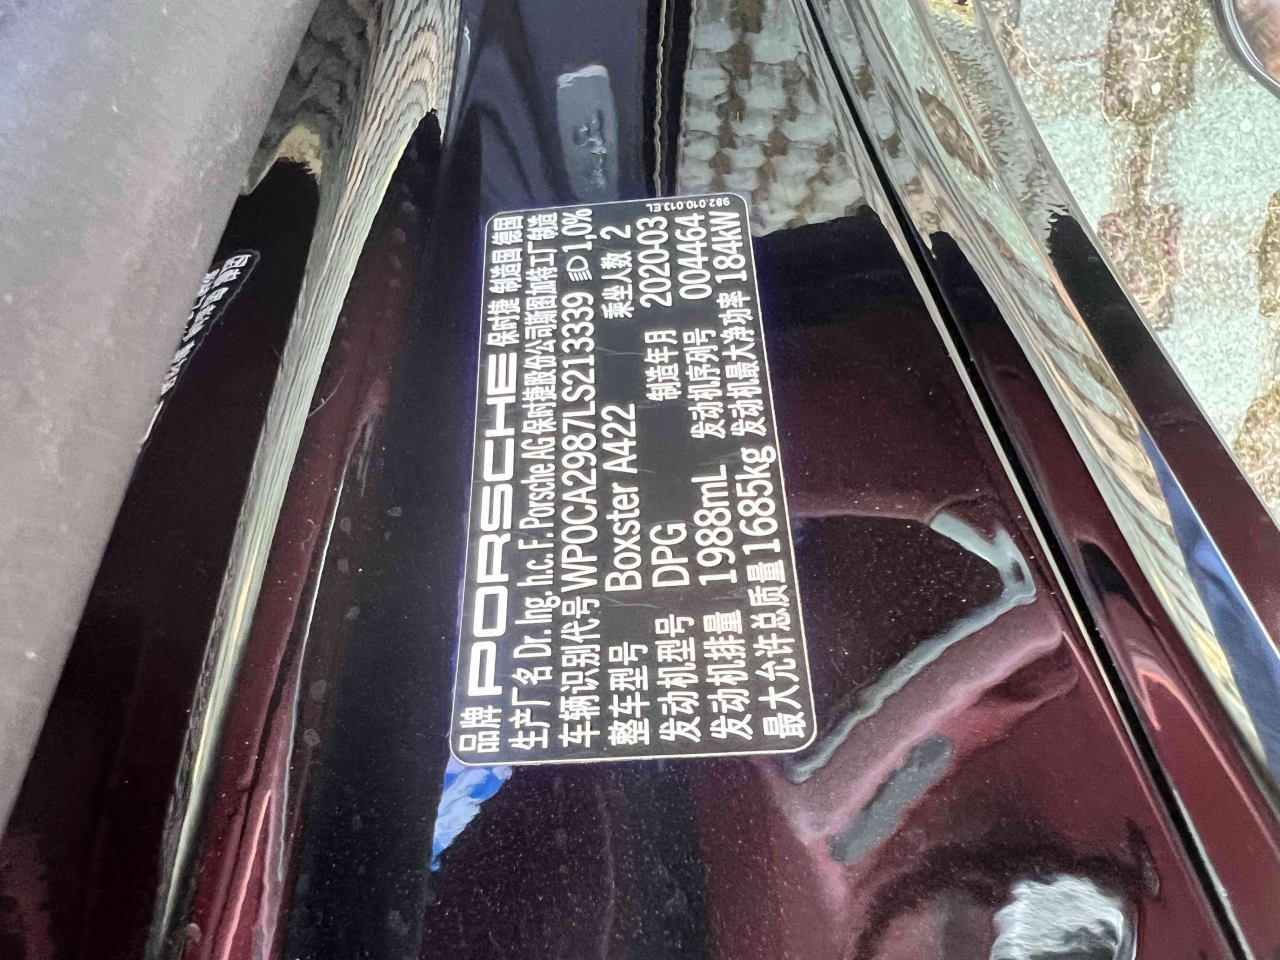 品牌 PORSCHE 保时捷 制造国 德国
生产厂名 Dr. Ing. h.c. F. Porsche AG 保时捷股份公司斯图加特工厂制造
车辆识别代号 WP0CA2987LS213339 1,0%
整车型号 Boxster A422 乘坐人数 2
发动机型号 DPG 制造年月 2020-03
发动机排量 1988mL 发动机序列号 004464
最大允许总质量 1685kg 发动机最大净功率 184kW
982.010.013.EL